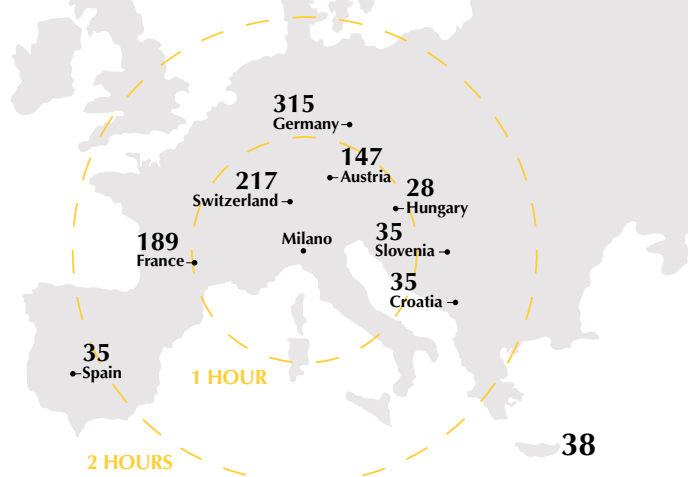 315
Germany
147
Austria
217
Switzerland
28
Hungary
189
France
Milano
35
Slovenia
35
Croatia
35
Spain
1 HOUR
2 HOURS
38